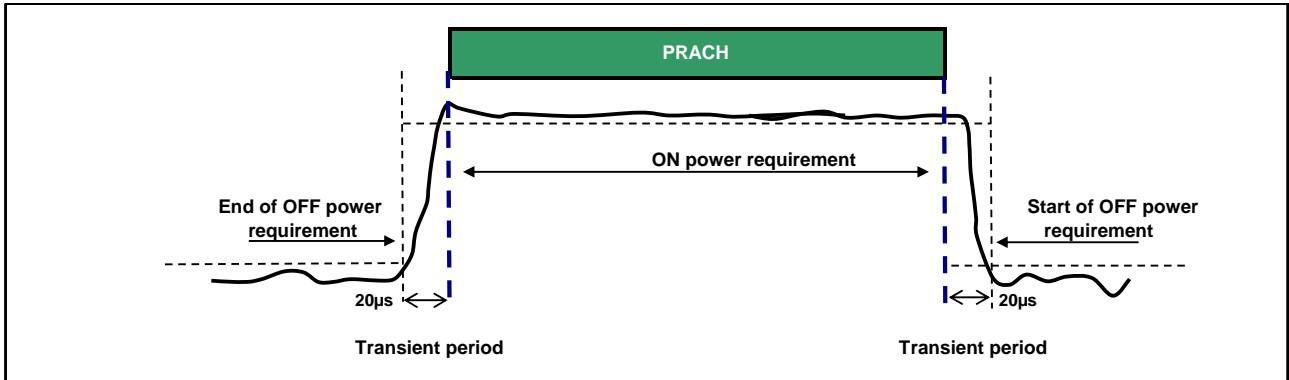 PRACH
ON power requirement
End of OFF power
requirement
Start of OFF power
requirement
20µs
20µs
Transient period
Transient period